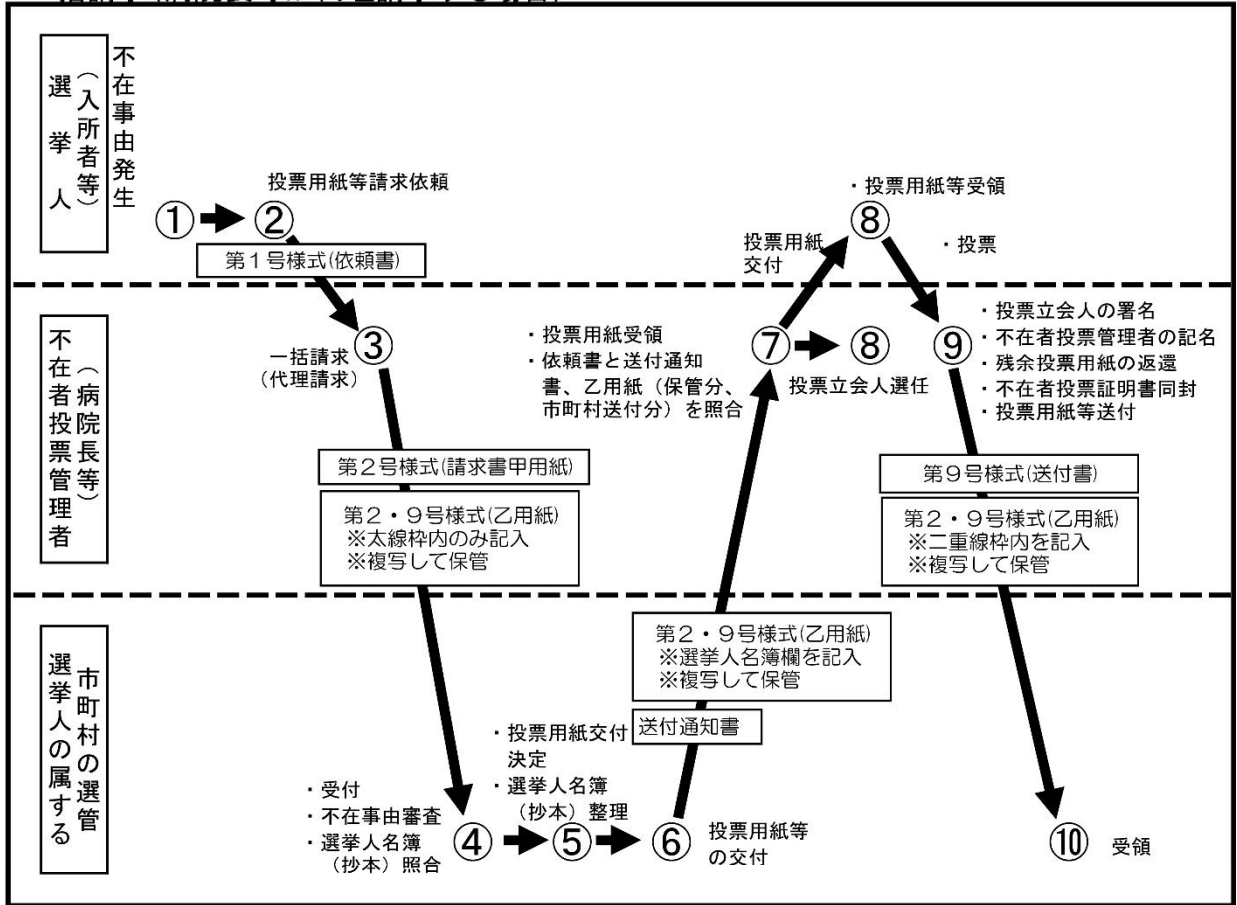 選挙人
（入所者等）
不在事由発生
投票用紙等請求依頼
①
②
第１号様式(依頼書)
投票用紙
交付
・投票用紙等受領
⑧
・投票
不在者投票管理者
（病院長等）
一括請求
（代理請求）
③
第２号様式(請求書甲用紙)
第２・９号様式(乙用紙)
※太線枠内のみ記入
※複写して保管
・投票用紙受領
・依頼書と送付通知
書、乙用紙（保管分、
市町村送付分）を照合
⑦
⑧
投票立会人選任
⑨
・投票立会人の署名
・不在者投票管理者の記名
・残余投票用紙の返還
・不在者投票証明書同封
・投票用紙等送付
第９号様式(送付書)
第２・９号様式(乙用紙)
※二重線枠内を記入
※複写して保管
選挙人の属する
市町村の選管
・受付
・不在事由審査
・選挙人名簿
（抄本）照合
④
・投票用紙交付
決定
・選挙人名簿
（抄本）整理
⑤
⑥
投票用紙等
の交付
第２・９号様式(乙用紙)
※選挙人名簿欄を記入
※複写して保管
送付通知書
⑩
受領